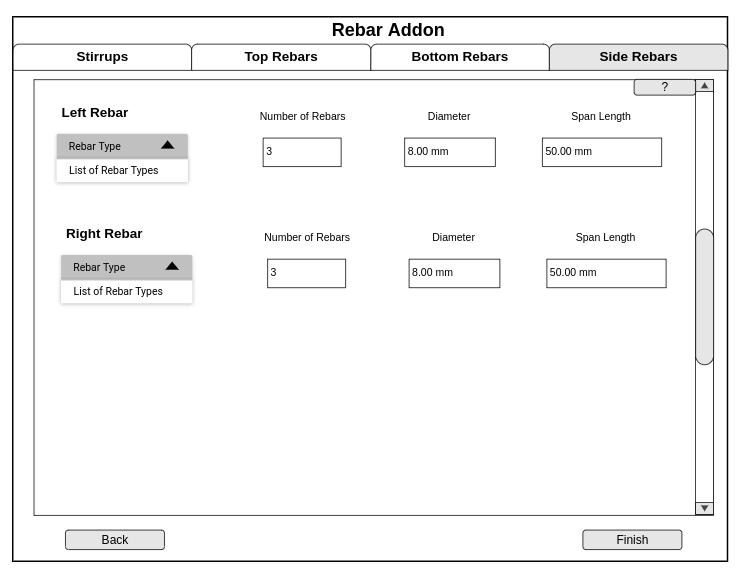 Rebar Addon
Stirrups Top Rebars Bottom Rebars Side Rebars
?
Left Rebar Number of Rebars Diameter Span Length
Rebar Type 3 8.00 mm 50.00 mm
List of Rebar Types
Right Rebar Number of Rebars Diameter Span Length
Rebar Type 3 8.00 mm 50.00 mm
List of Rebar Types
Back Finish